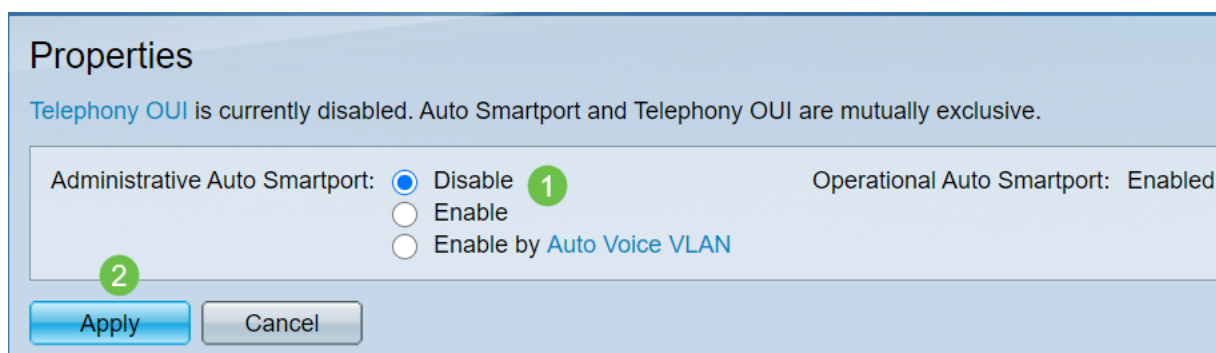 Properties
Telephony OUI is currently disabled. Auto Smartport and Telephony OUI are mutually exclusive.
Administrative Auto Smartport: Disable 1 Operational Auto Smartport: Enabled
Enable
Enable by Auto Voice VLAN
2
Apply Cancel